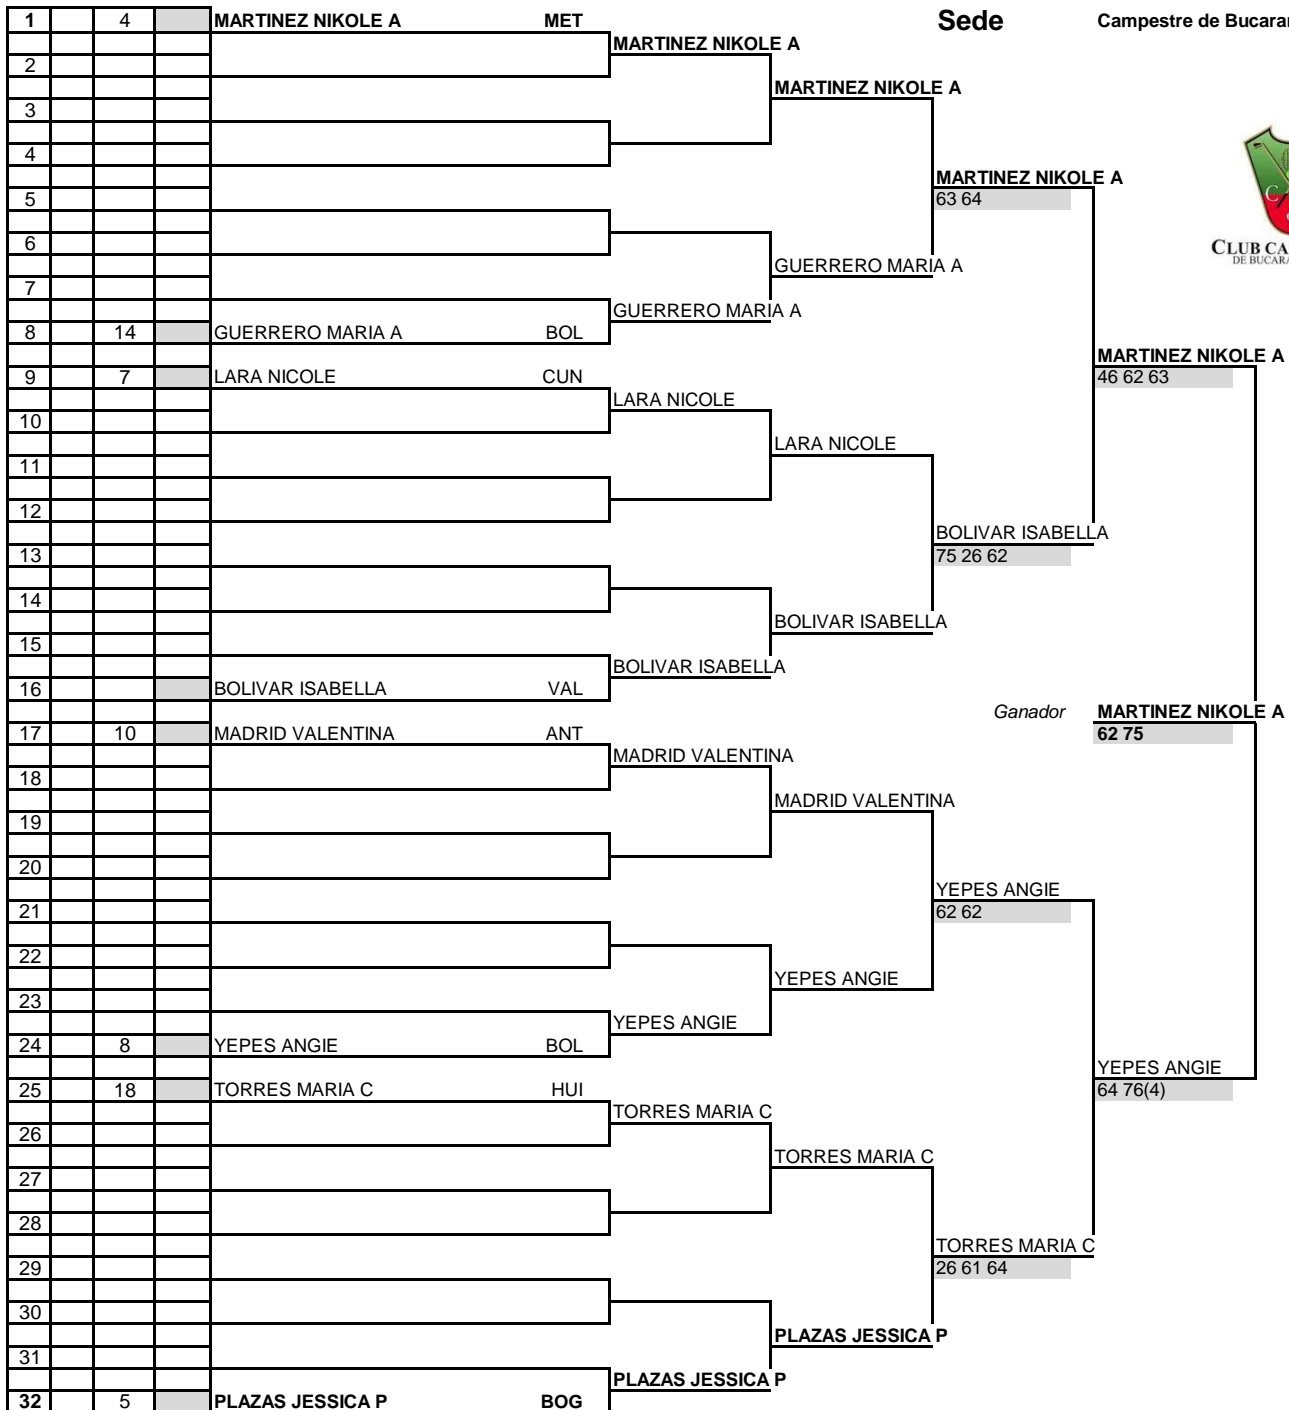 1 4 MARTINEZ NIKOLE A MET
Sede Campestre de
MARTINEZ NIKOLE A
2
MARTINEZ NIKOLE A
3
4
MARTINEZ NIKOLE A
5 63 64
6
CLUB
DE
GUERRERO MARIA A
7
GUERRERO MARIA A
8 14 GUERRERO MARIA A BOL
MARTINEZ NIKOLE A
9 7 LARA NICOLE CUN 46 62 63
LARA NICOLE
10
LARA NICOLE
11
12
BOLIVAR ISABELLA
13 75 26 62
14
BOLIVAR ISABELLA
15
BOLIVAR ISABELLA
16 BOLIVAR ISABELLA VAL
Ganador MARTINEZ NIKOLE A
17 10 MADRID VALENTINA ANT 62 75
MADRID VALENTINA
18
MADRID VALENTINA
19
20
YEPES ANGIE
21 62 62
22
YEPES ANGIE
23
YEPES ANGIE
24 8 YEPES ANGIE BOL
YEPES ANGIE
25 18 TORRES MARIA C HUI 64 76(4)
TORRES MARIA C
26
TORRES MARIA C
27
28
TORRES MARIA C
29 26 61 64
30
PLAZAS JESSICA P
31
PLAZAS JESSICA P
32 5 PLAZAS JESSICA P BOG